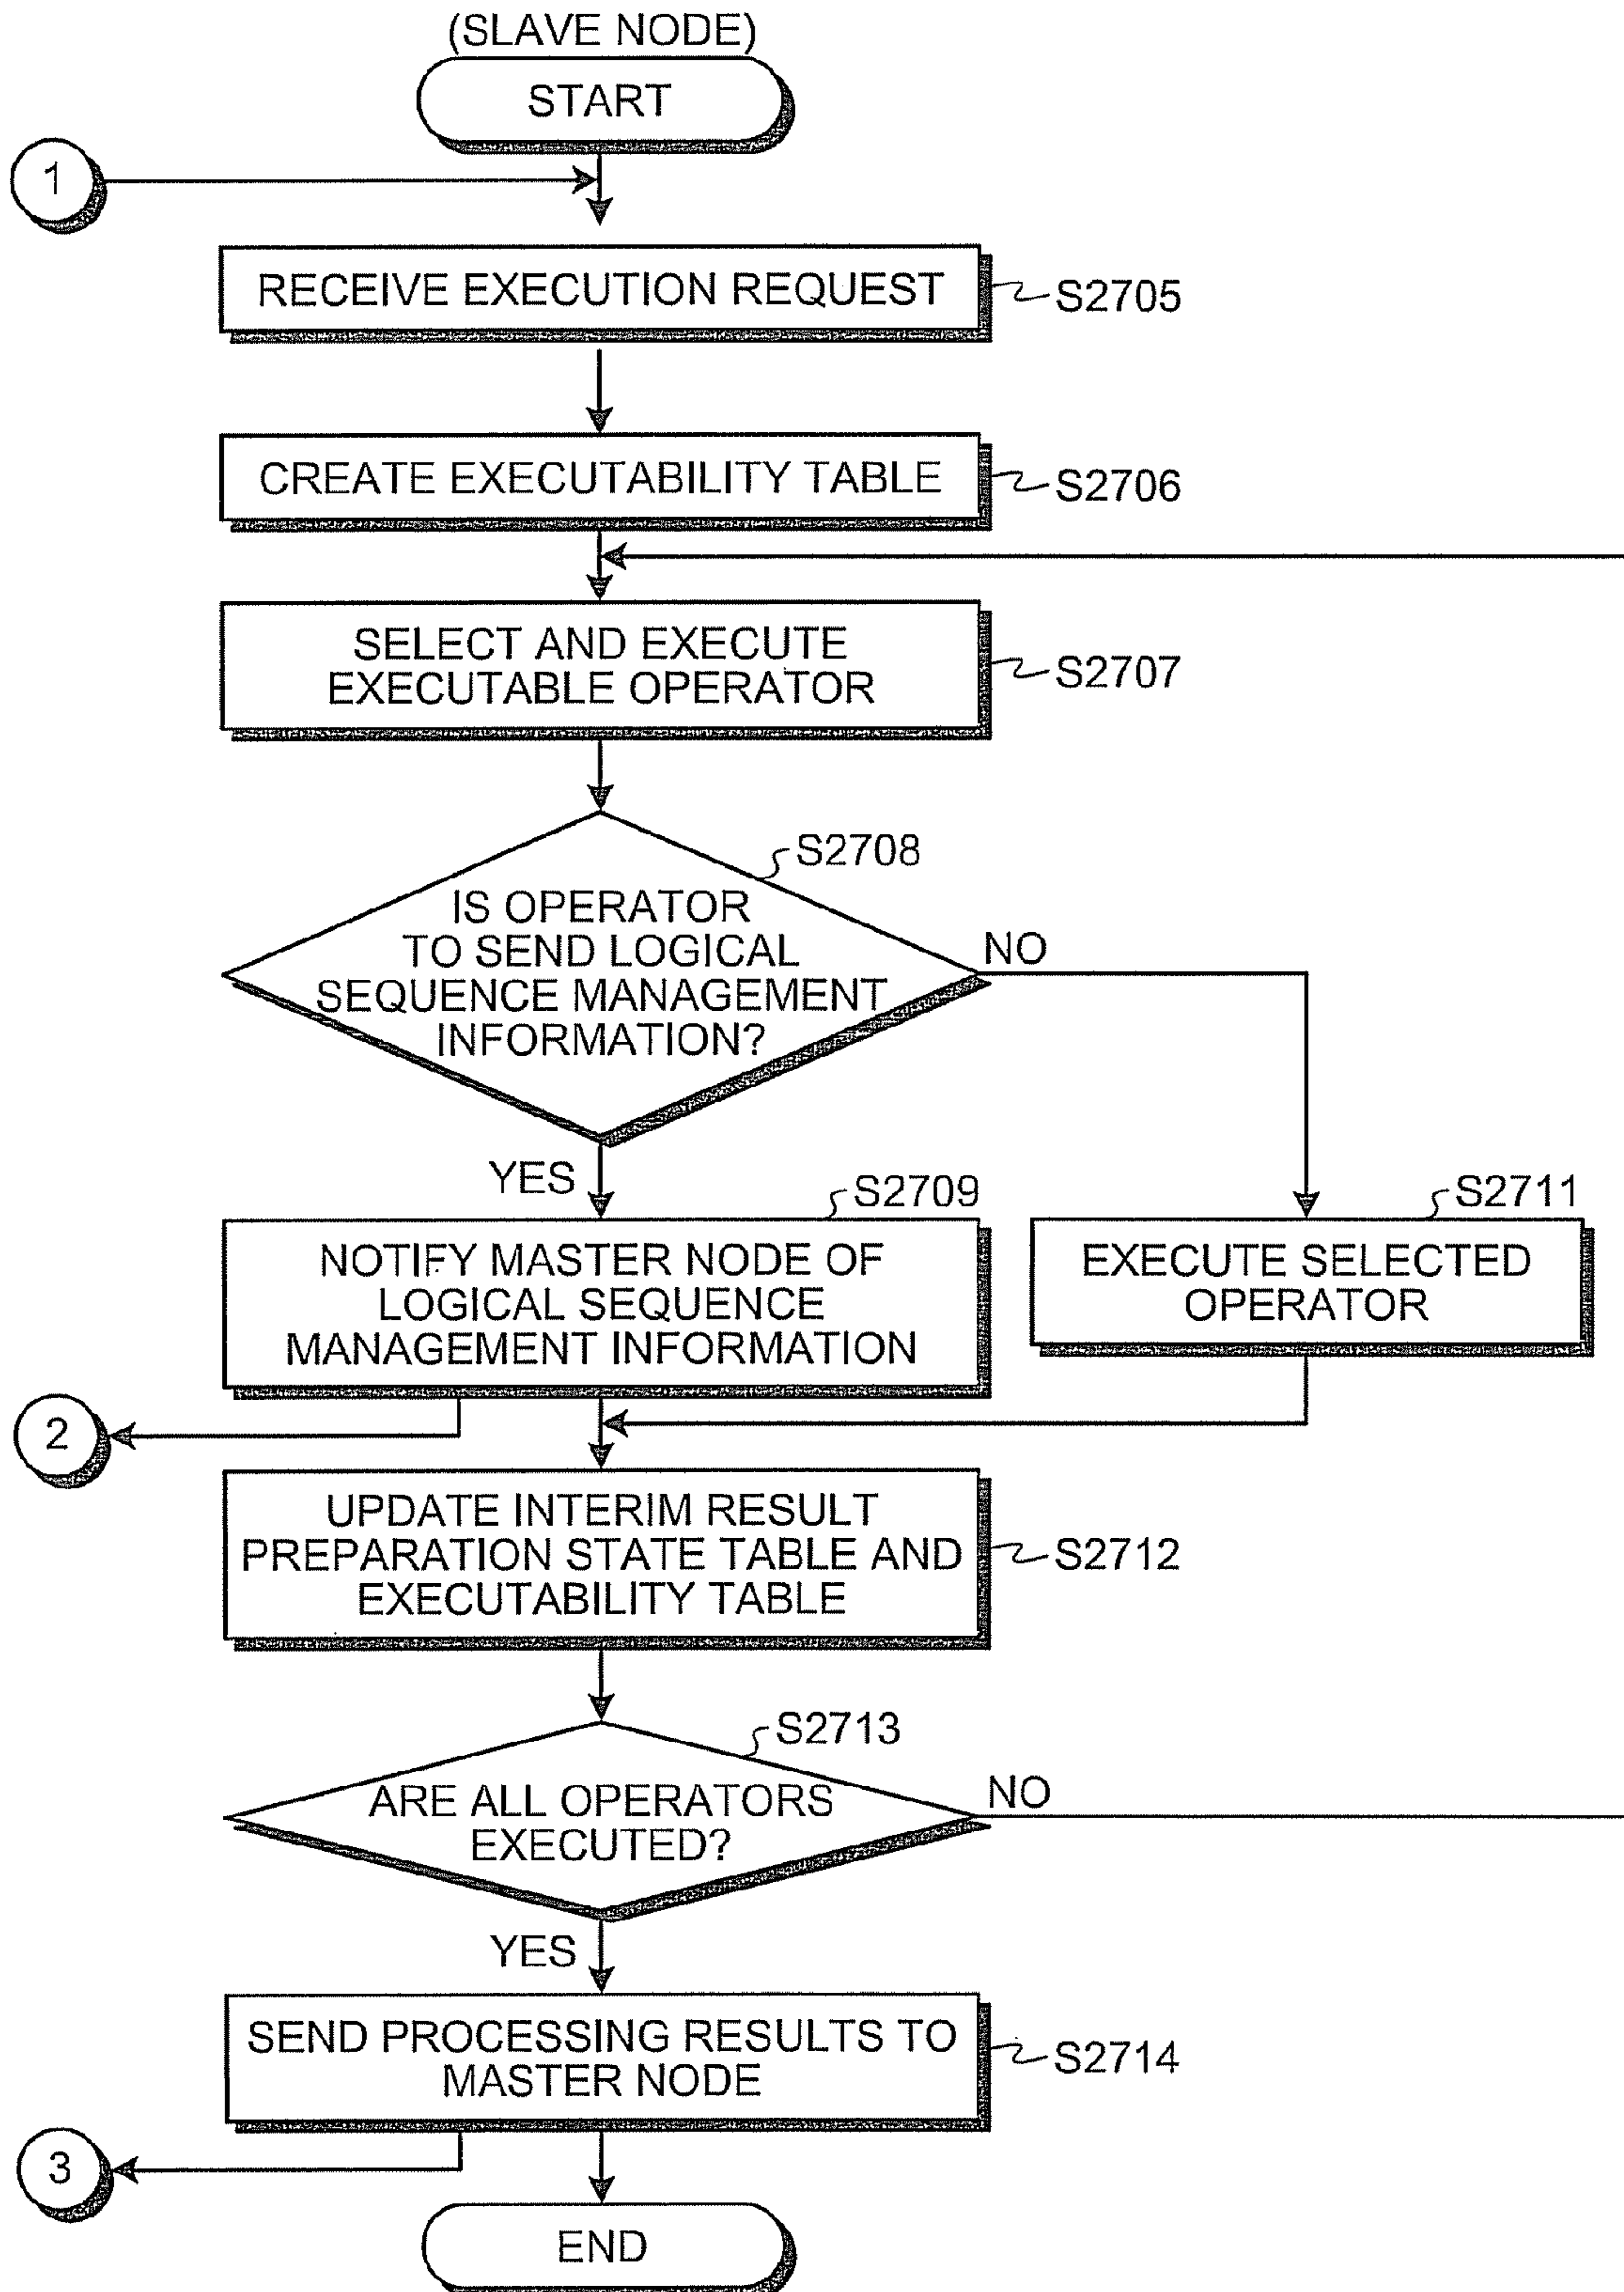 (SLAVE NODE)
START
1
RECEIVE EXECUTION REQUEST
S2705
CREATE EXECUTABILITY TABLE
S2706
SELECT AND EXECUTE
EXECUTABLE OPERATOR
S2707
S2708
IS OPERATOR
TO SEND LOGICAL
SEQUENCE MANAGEMENT
INFORMATION?
NO
YES
S2709
NOTIFY MASTER NODE OF
LOGICAL SEQUENCE
MANAGEMENT INFORMATION
S2711
EXECUTE SELECTED
OPERATOR
2
UPDATE INTERIM RESULT
PREPARATION STATE TABLE AND
EXECUTABILITY TABLE
S2712
S2713
ARE ALL OPERATORS
EXECUTED?
NO
YES
SEND PROCESSING RESULTS TO
MASTER NODE
S2714
3
END